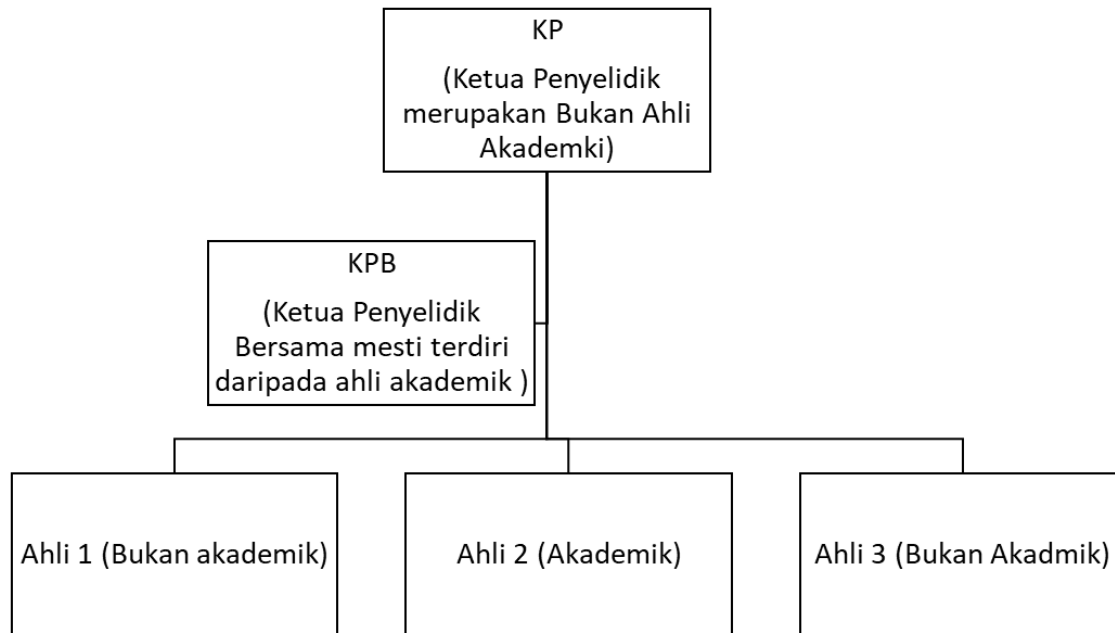 KP
(Ketua Penyelidik
merupakan Bukan Ahli
Akademki)
KPB
(Ketua Penyelidik
Bersama mesti terdiri
daripada ahli akademik )
Ahli 1 (Bukan akademik)
Ahli 2 (Akademik)
Ahli 3 (Bukan Akadmik)